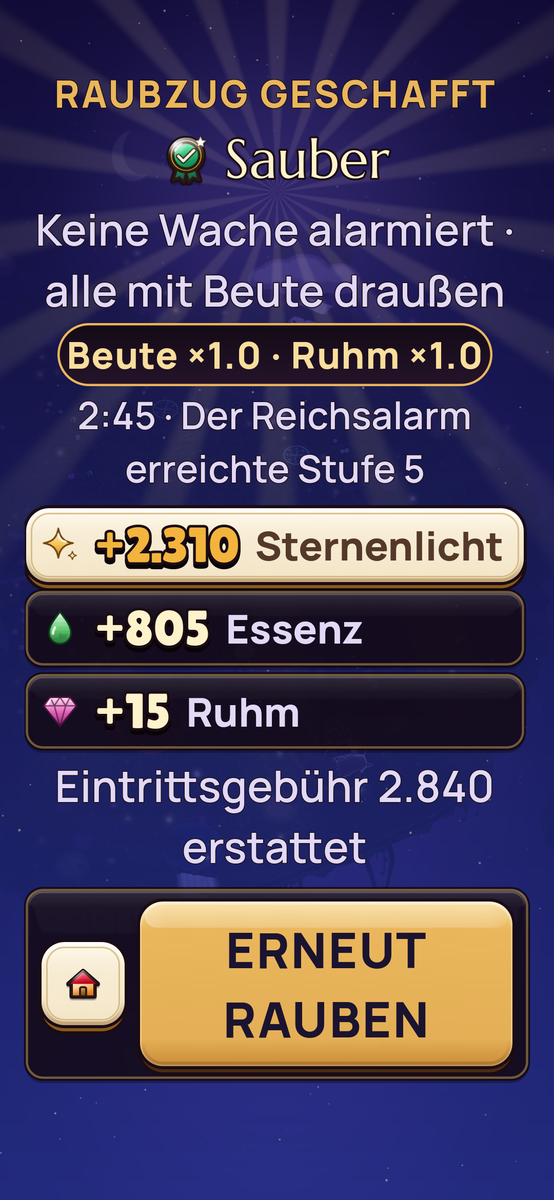 RAUBZUG GESCHAFFT
Sauber
Keine Wache alarmiert ·
alle mit Beute draußen
Beute ×1.0 · Ruhm ×1.0
2:45 · Der Reichsalarm
erreichte Stufe 5
+2.310 Sternenlicht
+805 Essenz
+15 Ruhm
Eintrittsgebühr 2.840
erstattet
ERNEUT
RAUBEN